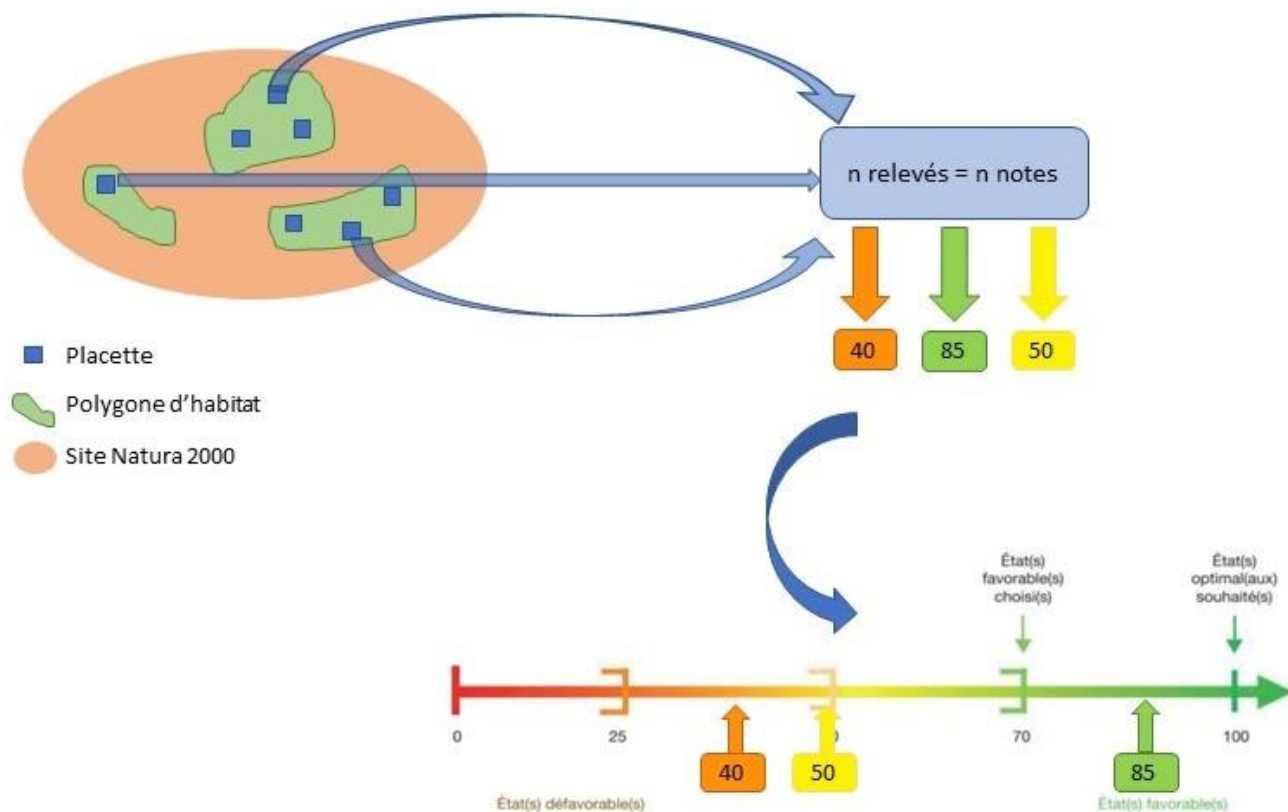 n relevés = n notes
40
85
50
Placette
Polygone d'habitat
Site Natura 2000
État(s)
favorable(s)
choisi(s)
État(s)
optimal(aux)
souhaité(s)
0
25
70
100
40
50
85
État(s) défavorable(s)
État(s) favorable(s)